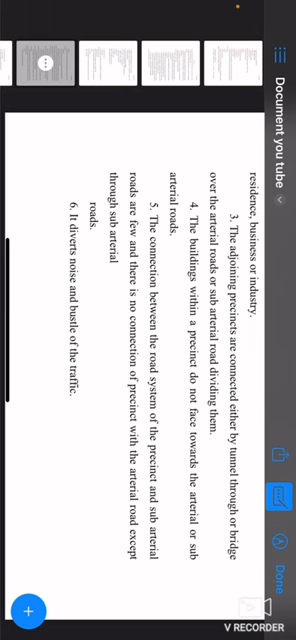 Document you tube
Done
residence, business or industry.
3. The adjoining precincts are connected either by tunnel through or bridge
over the arterial roads or sub arterial road dividing them.
4. The buildings within a precinct do not face towards the arterial or sub
arterial roads.
5. The connection between the road system of the precinct and sub arterial
roads are few and there is no connection of precinct with the arterial road except
through sub arterial
roads.
6. It diverts noise and bustle of the traffic.
V RECORDER